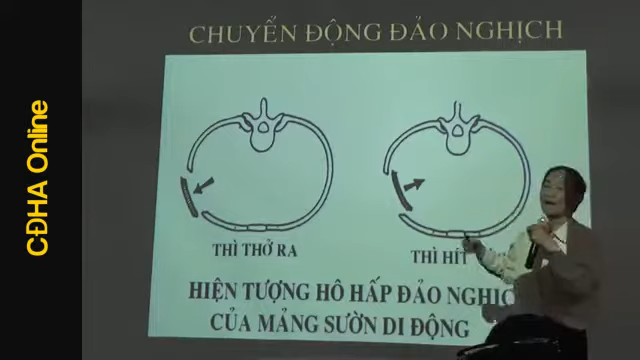 CHUYỂN ĐỘNG ĐẢO NGHỊCH
CĐHA Online
THÌ THỞ RA
THÌ HÍT
HIỆN TƯỢNG HÔ HẤP ĐẢO
CỦA MẢNG SƯỜN DI ĐỘNG